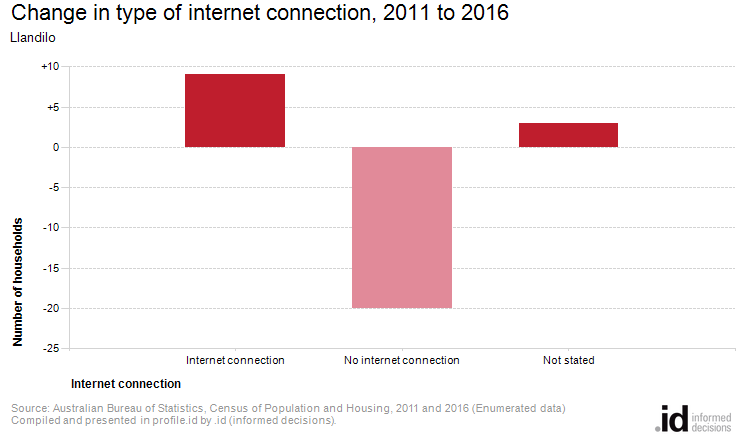 Change in type of internet connection, 2011 to 2016
Llandilo
Number of households
+10
+5
0
-5
-10
-15
-20
-25
Internet connection
No internet connection
Not stated
Internet connection
Source: Australian Bureau of Statistics, Census of Population and Housing, 2011 and 2016 (Enumerated data)
Compiled and presented in profile.id by .id (informed decisions).
.id informed
decisions